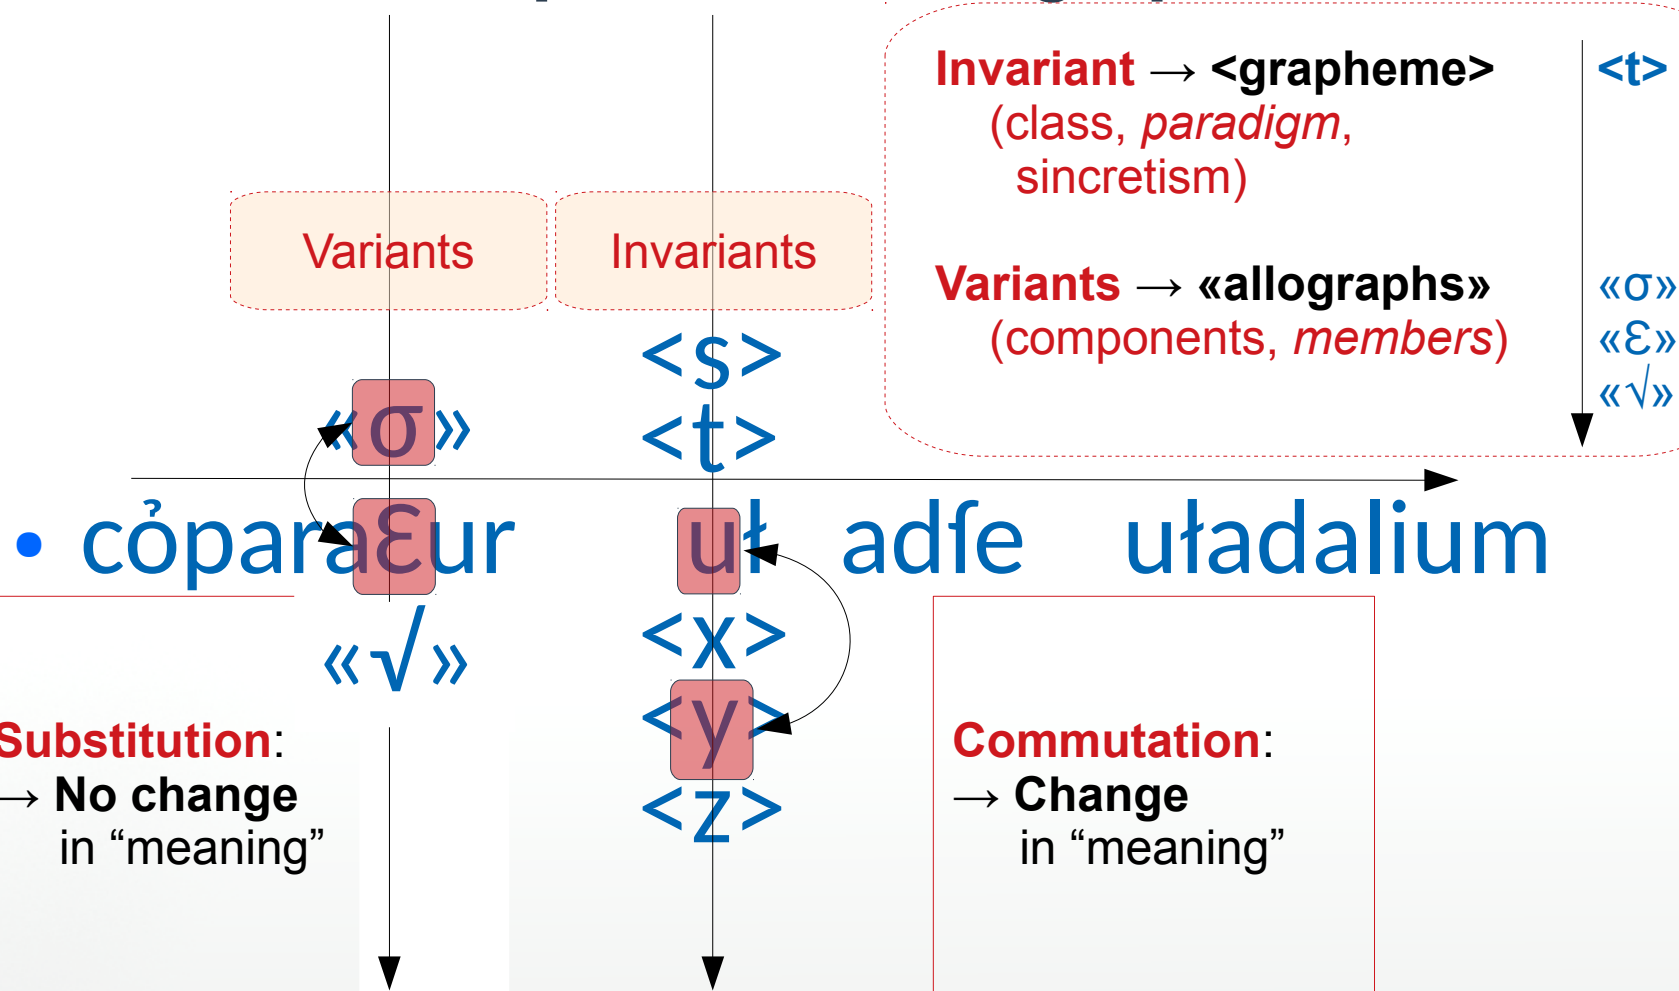 Invariant → <grapheme>
(class, paradigm,
sincretism)
Variants → «allographs»
(components, members)
<t>
«σ»
«Ɛ»
«√»
Variants
Invariants
«σ»
<s>
<t>
• cỏparaƐur uł adſe uładalium
«√»
<x>
<y>
<z>
Substitution:
→ No change
in “meaning”
Commutation:
→ Change
in “meaning”